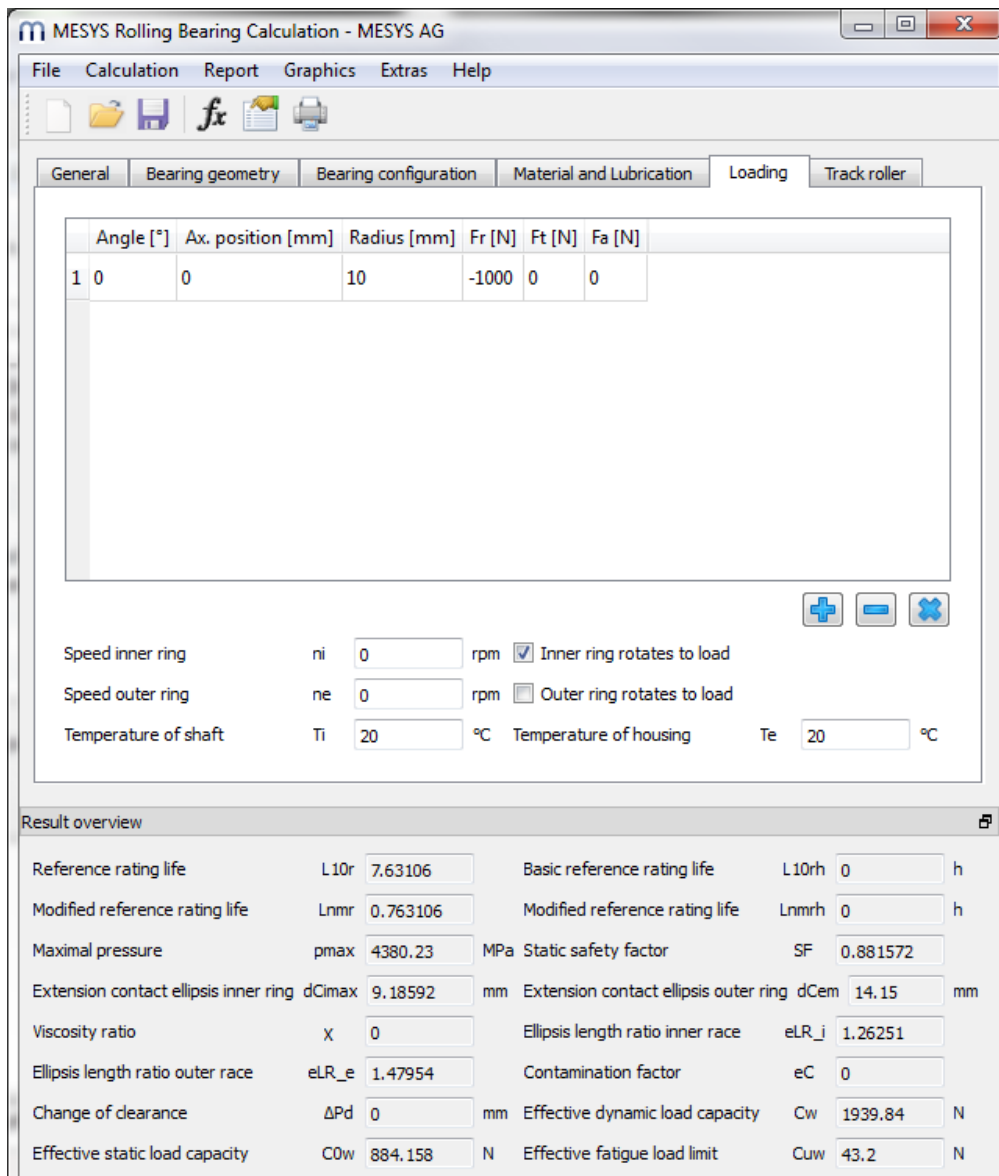 MESYS Rolling Bearing Calculation - MESYS AG
File Calculation Report Graphics Extras Help
fx
General Bearing geometry Bearing configuration Material and Lubrication Loading Track roller
Angle [°] Ax. position [mm] Radius [mm] Fr [N] Ft [N] Fa [N]
1 0 0 10 -1000 0 0
Speed inner ring ni 0 rpm Inner ring rotates to load
Speed outer ring ne 0 rpm Outer ring rotates to load
Temperature of shaft Ti 20 °C Temperature of housing Te 20 °C
Result overview
Reference rating life L10r 7.63106 Basic reference rating life L10rh 0 h
Modified reference rating life Lnmr 0.763106 Modified reference rating life Lnmrh 0 h
Maximal pressure pmax 4380.23 MPa Static safety factor SF 0.881572
Extension contact ellipsis inner ring dCimax 9.18592 mm Extension contact ellipsis outer ring dCem 14.15 mm
Viscosity ratio χ 0 Ellipsis length ratio inner race eLR_i 1.26251
Ellipsis length ratio outer race eLR_e 1.47954 Contamination factor eC 0
Change of clearance ΔPd 0 mm Effective dynamic load capacity Cw 1939.84 N
Effective static load capacity C0w 884.158 N Effective fatigue load limit Cuw 43.2 N